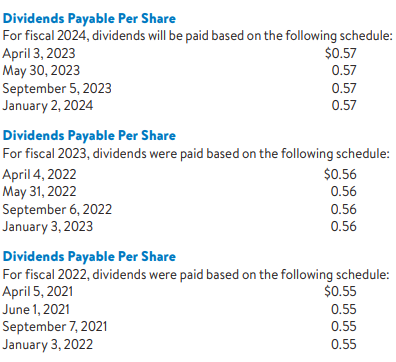 Dividends Payable Per Share
For fiscal 2024, dividends will be paid based on the following schedule:
April 3, 2023 $0.57
May 30, 2023 0.57
September 5, 2023 0.57
January 2, 2024 0.57
Dividends Payable Per Share
For fiscal 2023, dividends were paid based on the following schedule:
April 4, 2022 $0.56
May 31, 2022 0.56
September 6, 2022 0.56
January 3, 2023 0.56
Dividends Payable Per Share
For fiscal 2022, dividends were paid based on the following schedule:
April 5, 2021 $0.55
June 1, 2021 0.55
September 7, 2021 0.55
January 3, 2022 0.55